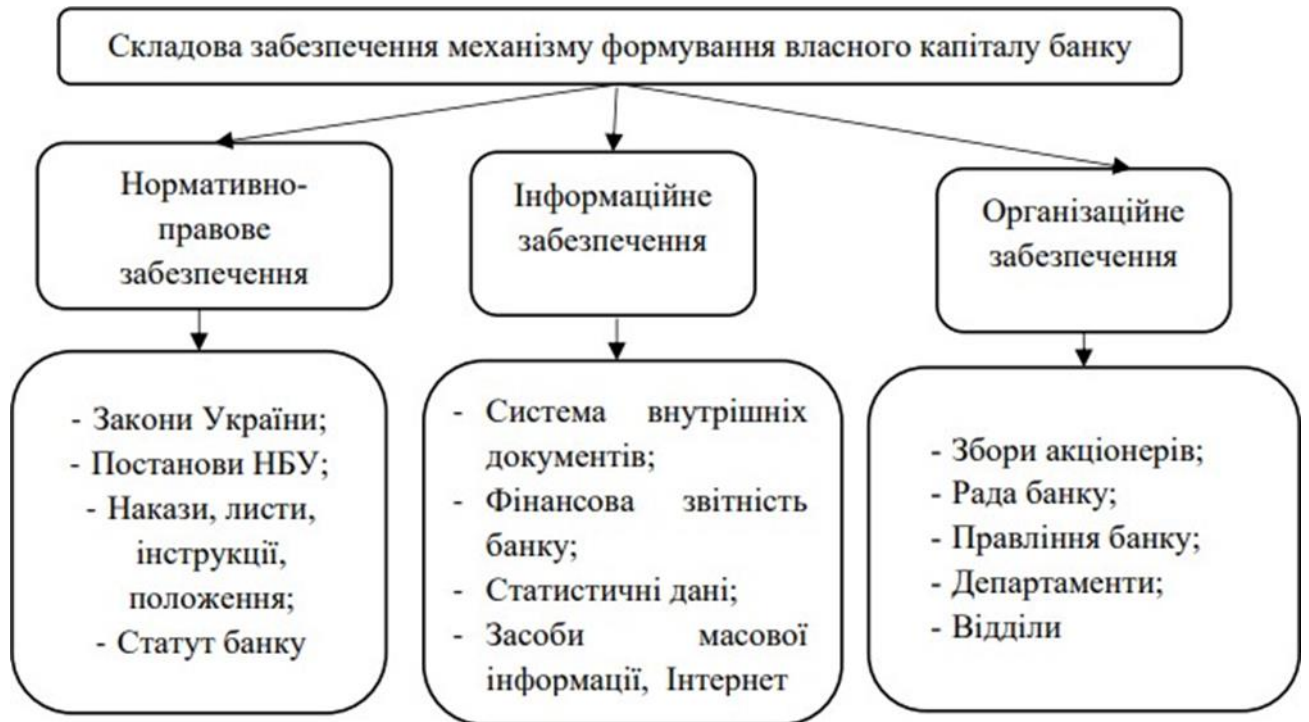 Складова забезпечення механізму формування власного капіталу банку
Нормативно-
правове
забезпечення
Інформаційне
забезпечення
Організаційне
забезпечення
- Закони України;
- Постанови НБУ;
- Накази, листи,
інструкції,
положення;
- Статут банку
- Система внутрішніх
документів;
- Фінансова звітність
банку;
- Статистичні дані;
- Засоби масової
інформації, Інтернет
- Збори акціонерів;
- Рада банку;
- Правління банку;
- Департаменти;
- Відділи